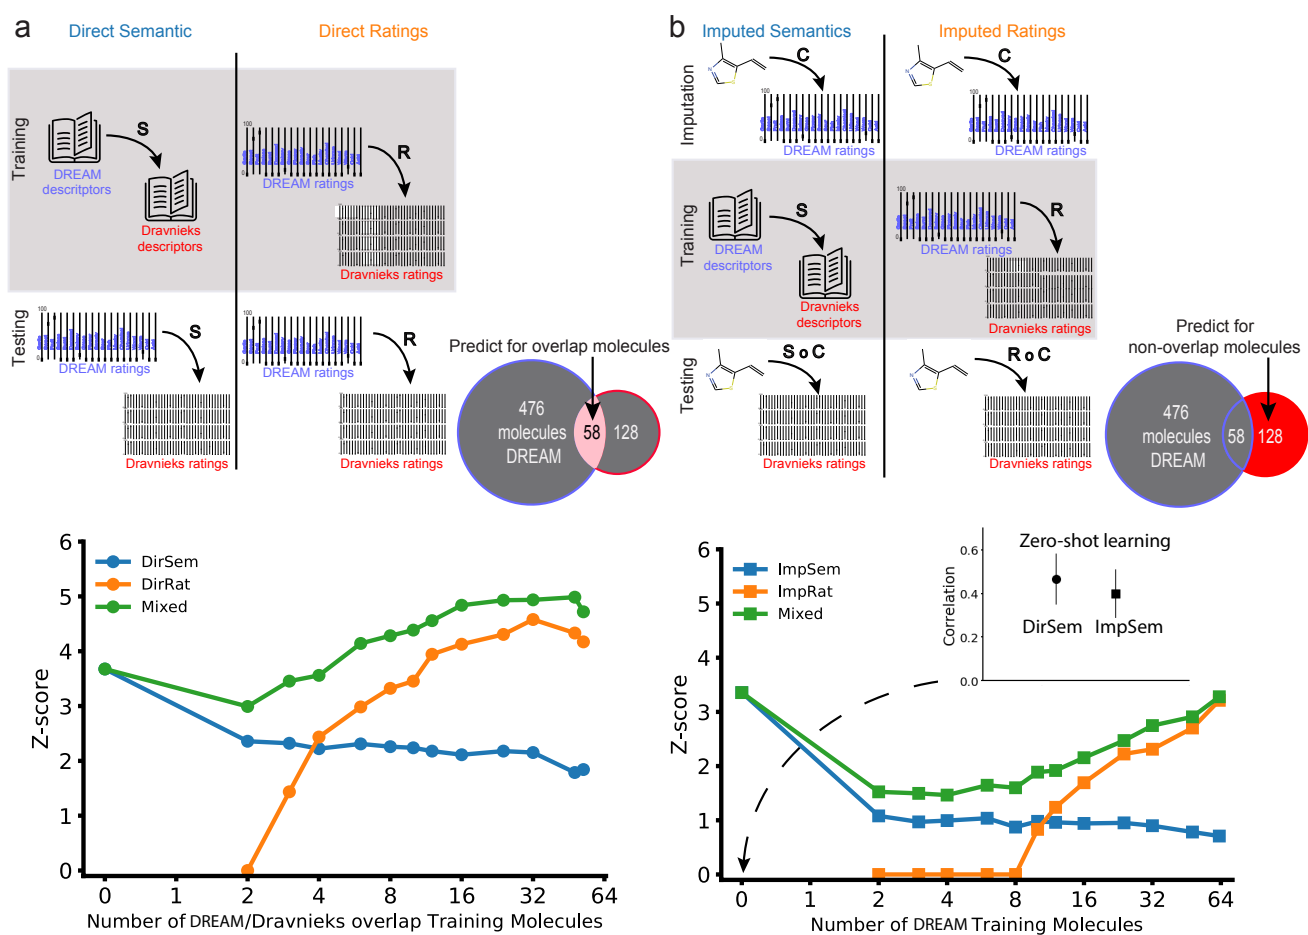 a
Direct Semantic
Direct Ratings
Training
S
DREAM
descritptors
Dravnieks
descriptors
100
0
DREAM ratings
R
Dravnieks ratings
Testing
100
0
DREAM ratings
S
Dravnieks ratings
DREAM ratings
R
Dravnieks ratings
Predict for overlap molecules
476
molecules
DREAM
58
128
b
Imputed Semantics
Imputed Ratings
Imputation
N
S
C
100
0
DREAM ratings
N
S
C
100
0
DREAM ratings
Training
S
DREAM
descritptors
Dravnieks
descriptors
100
0
DREAM ratings
R
Dravnieks ratings
Testing
N
S
S o C
Dravnieks ratings
N
S
R o C
Dravnieks ratings
Predict for
non-overlap molecules
476
molecules
DREAM
58
128
DirSem
DirRat
Mixed
Z-score
6
5
4
3
2
1
0
0 1 2 4 8 16 32 64
Number of DREAM/Dravnieks overlap Training Molecules
ImpSem
ImpRat
Mixed
Z-score
6
5
4
3
2
1
0
0 1 2 4 8 16 32 64
Number of DREAM Training Molecules
Zero-shot learning
Correlation
0.6
0.4
0.2
0.0
DirSem
ImpSem